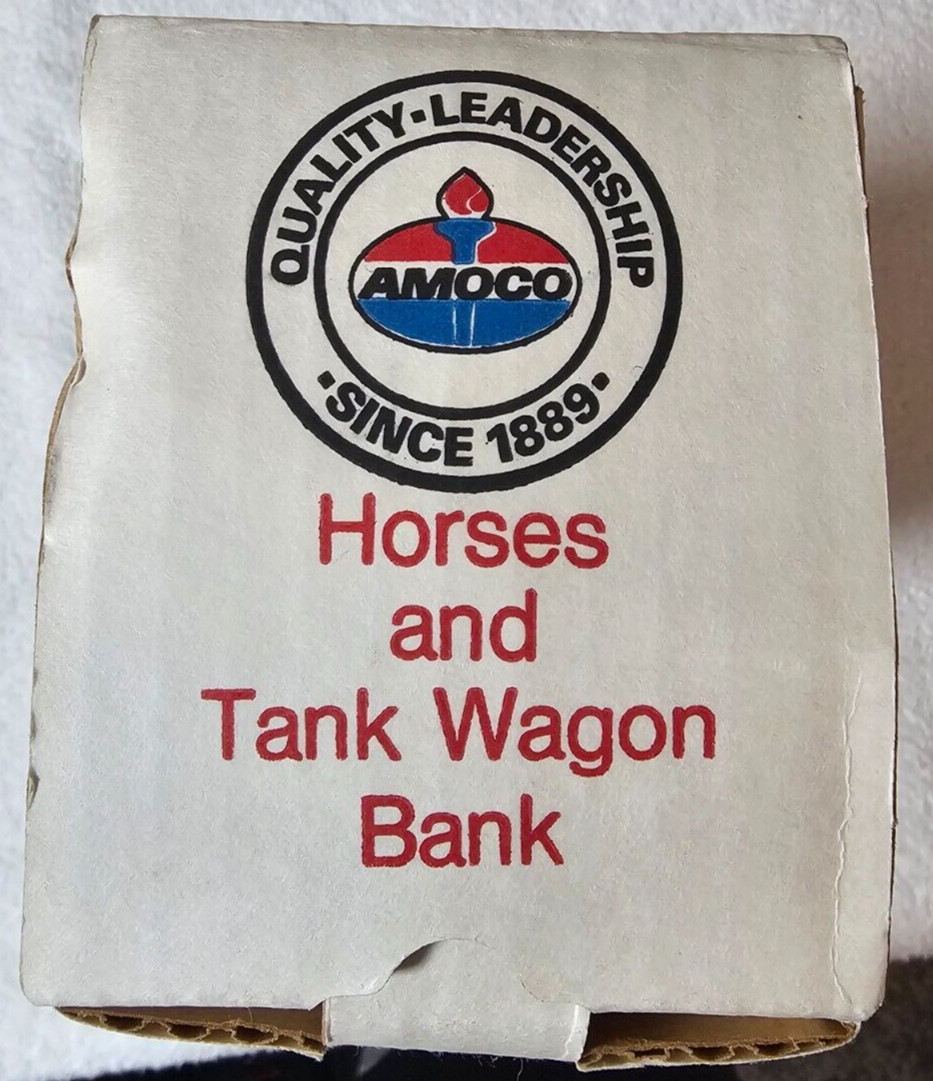 QUALITY·LEADERSHIP
AMOCO
·SINCE 1889·
Horses
and
Tank Wagon
Bank